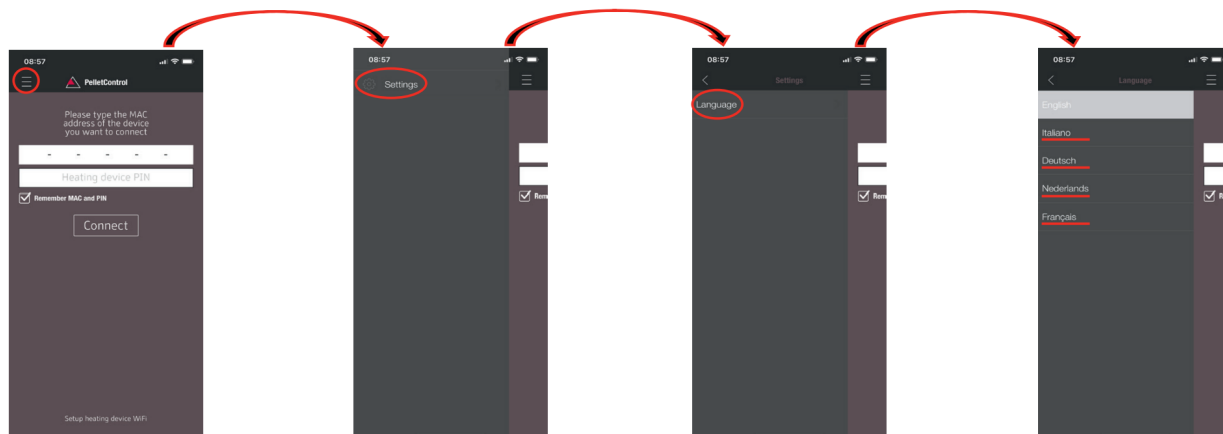 08:57
PelletControl
Please type the MAC
address of the device
you want to connect
- - - - -
Heating device PIN
Remember MAC and PIN
Connect
Setup heating device WiFi
08:57
Settings
08:57
Settings
Language
Rem
08:57
Language
English
Italiano
Deutsch
Nederlands
Français